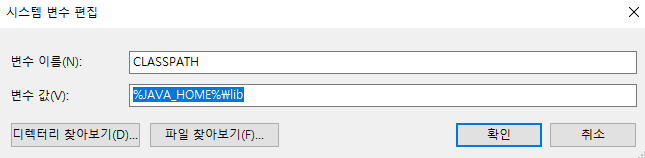 시스템 변수 편집
변수 이름(N): CLASSPATH
변수 값(V): %JAVA_HOME%₩lib
디렉터리 찾아보기(D)... 파일 찾아보기(F)... 확인 취소